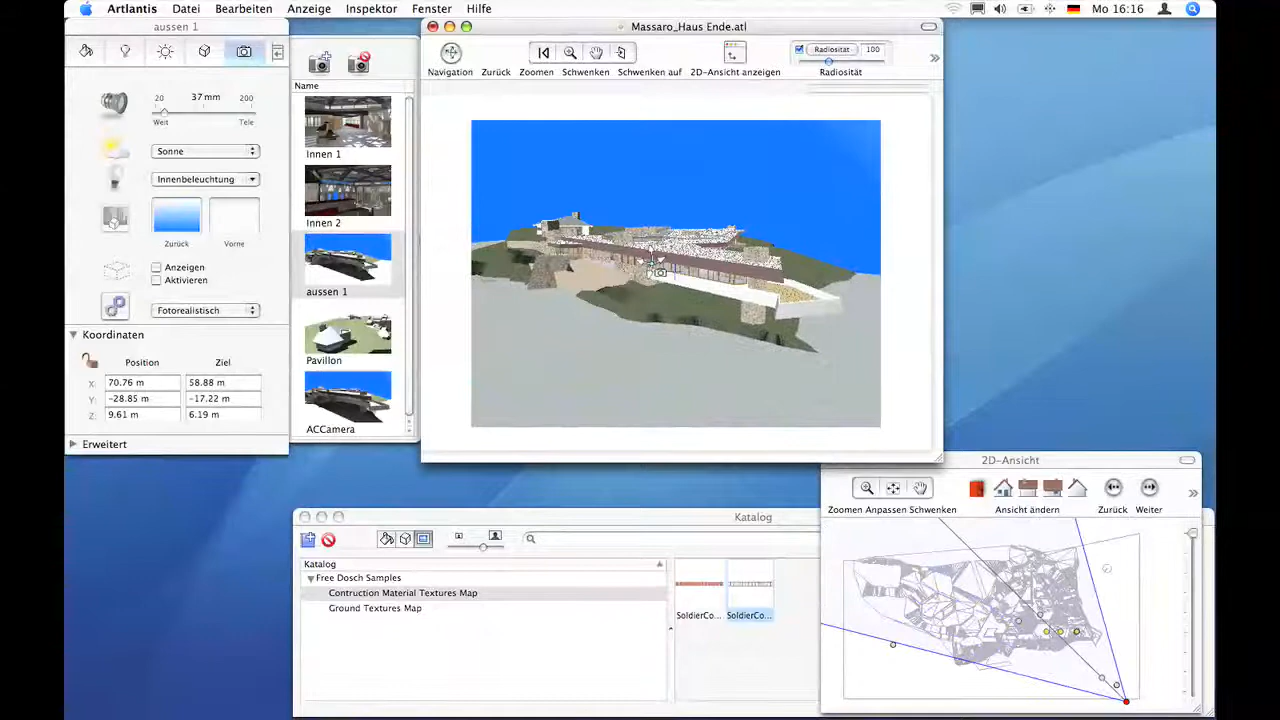 Artlantis Datei Bearbeiten Anzeige Inspektor Fenster Hilfe Mo 16:16
aussen 1
20 37 mm 200
Weit Tele
Sonne
Innenbeleuchtung
Zurück Vorne
Anzeigen
Aktivieren
Fotorealistisch
Koordinaten
Position Ziel
X: 70.76 m 58.88 m
Y: -28.85 m -17.22 m
Z: 9.61 m 6.19 m
Erweitert
Name
Innen 1
Innen 2
aussen 1
Pavillon
ACCamera
Massaro_Haus Ende.atl
Radiosität 100
Navigation Zurück Zoomen Schwenken Schwenken auf 2D-Ansicht anzeigen Radiosität
Katalog
Katalog
Free Dosch Samples
Contruction Material Textures Map
Ground Textures Map
SoldierCo... SoldierCo...
2D-Ansicht
Zoomen Anpassen Schwenken Ansicht ändern Zurück Weiter